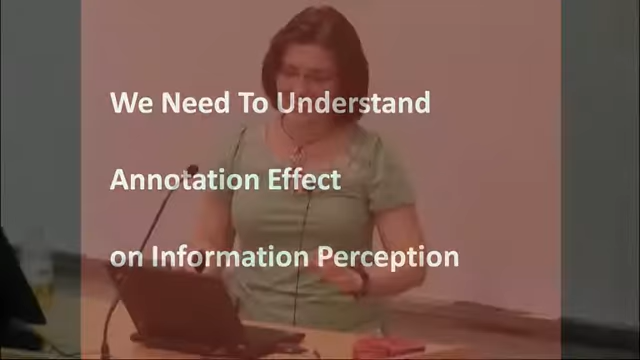 We Need To Understand
Annotation Effect
on Information Perception